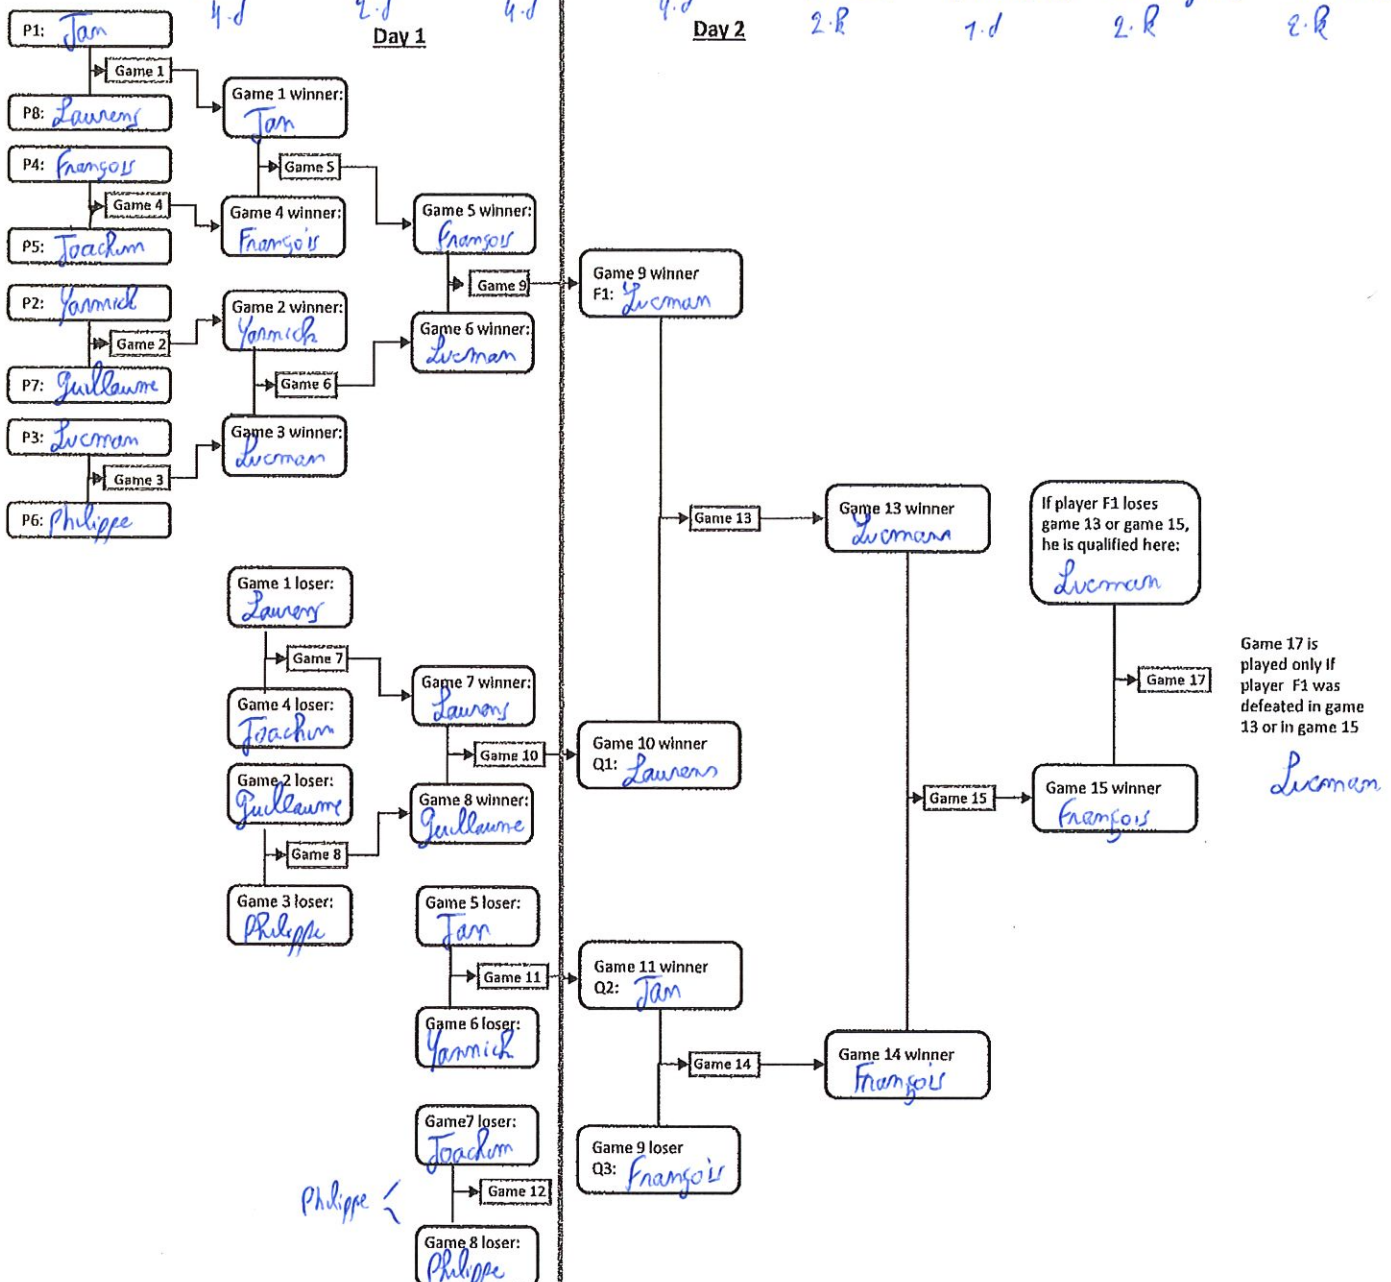 4.d 2.d 4.d 4.d 2.k 1.d 2.k 2.k
Day 1
Day 2
P1: Jan
Game 1
P8: Laurens
Game 1 winner:
Jan
P4: François
Game 4
P5: Joachim
Game 5
Game 4 winner:
François
Game 5 winner:
François
P2: Yannick
Game 2
P7: Guillaume
Game 2 winner:
Yannick
Game 9
Game 6 winner:
Lucman
Game 6
P3: Lucman
Game 3
P6: Philippe
Game 3 winner:
Lucman
Game 9 winner
F1: Lucman
Game 13
Game 13 winner
Lucman
If player F1 loses
game 13 or game 15,
he is qualified here:
Lucman
Game 1 loser:
Laurens
Game 7
Game 4 loser:
Joachim
Game 7 winner:
Laurens
Game 10
Game 2 loser:
Guillaume
Game 8
Game 8 winner:
Guillaume
Game 3 loser:
Philippe
Game 10 winner
Q1: Laurens
Game 15
Game 15 winner
François
Game 17
Game 17 is
played only if
player F1 was
defeated in game
13 or in game 15
Lucman
Game 5 loser:
Jan
Game 11
Game 6 loser:
Yannick
Game 11 winner
Q2: Jan
Game 14
Game 14 winner
François
Game 9 loser
Q3: François
Game7 loser:
Joachim
Philippe
Game 12
Game 8 loser:
Philippe